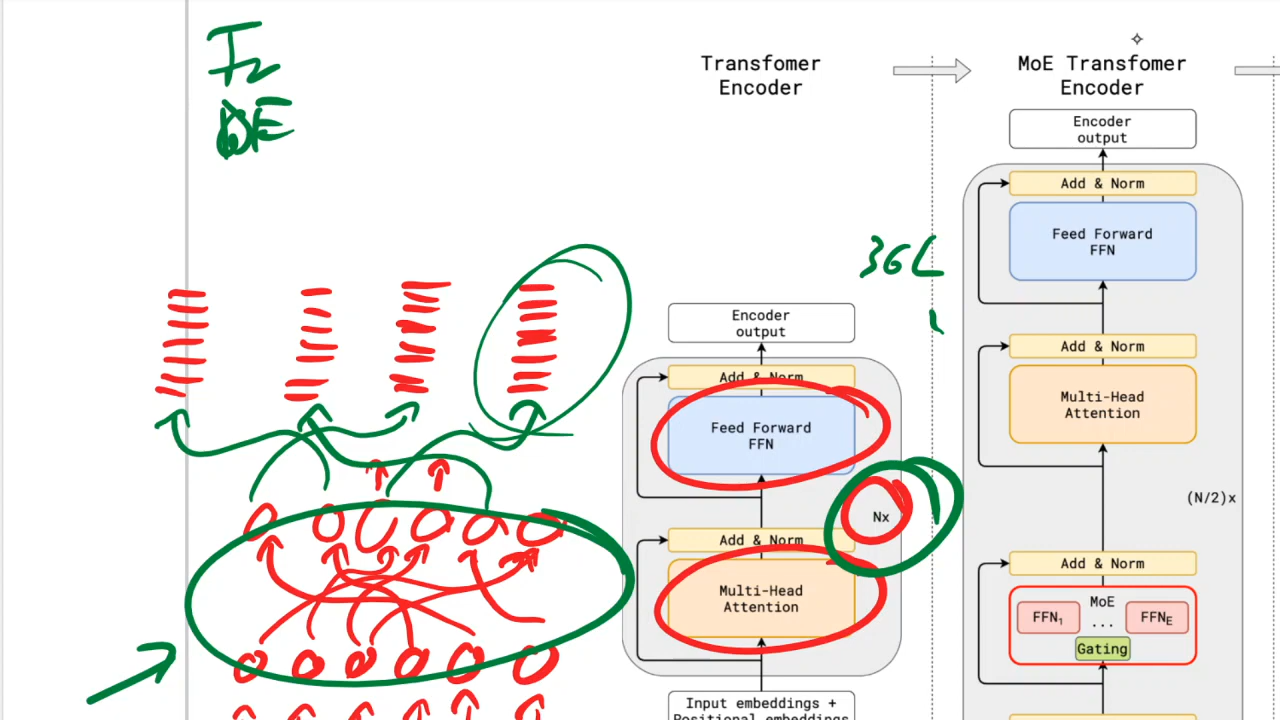 Transfomer
Encoder
MoE Transfomer
Encoder
Encoder
output
Add & Norm
Feed Forward
FFN
36L
Encoder
output
Add & Norm
Add & Norm
Feed Forward
FFN
Multi-Head
Attention
(N/2)x
Nx
Add & Norm
Add & Norm
Multi-Head
Attention
MoE
FFN1
...
FFNE
Gating
Input embeddings +
Positional embeddings